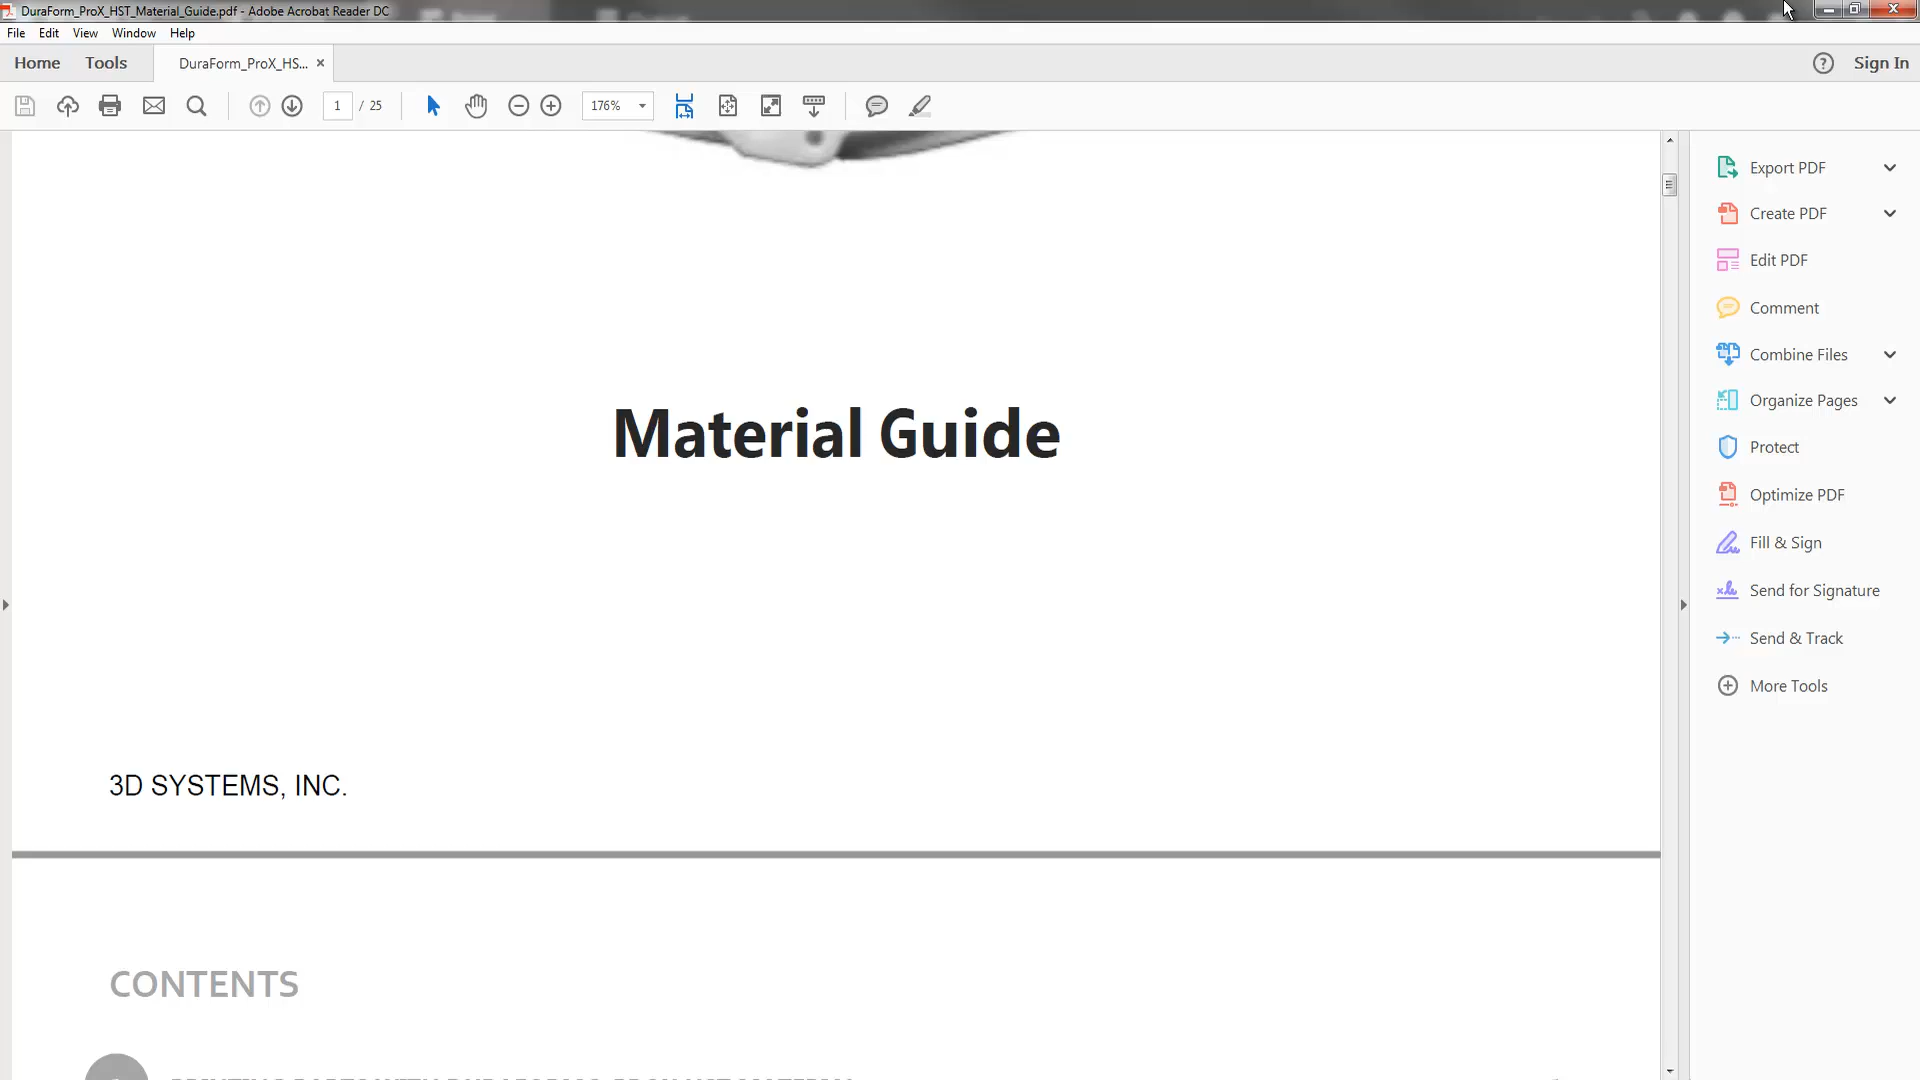 DuraForm_ProX_HST_Material_Guide.pdf - Adobe Acrobat Reader DC
File Edit View Window Help
Home Tools DuraForm_ProX_HS... × Sign In
1 / 25 176%
Export PDF
Create PDF
Edit PDF
Comment
Combine Files
Organize Pages
Protect
Optimize PDF
Fill & Sign
Send for Signature
Send & Track
More Tools
Material Guide
3D SYSTEMS, INC.
CONTENTS